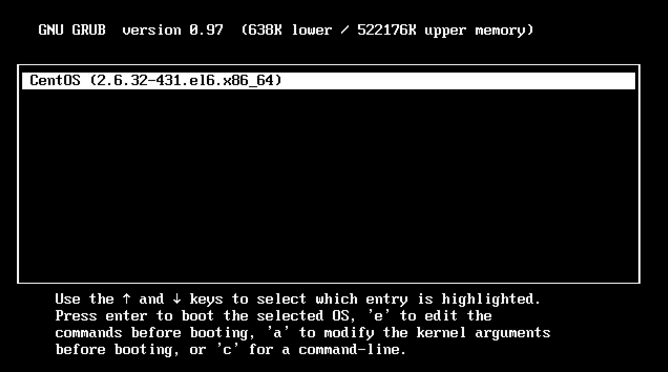 GNU GRUB  version 0.97  (638K lower / 522176K upper memory)
CentOS (2.6.32-431.el6.x86_64)
Use the ↑ and ↓ keys to select which entry is highlighted.
Press enter to boot the selected OS, 'e' to edit the
commands before booting, 'a' to modify the kernel arguments
before booting, or 'c' for a command-line.